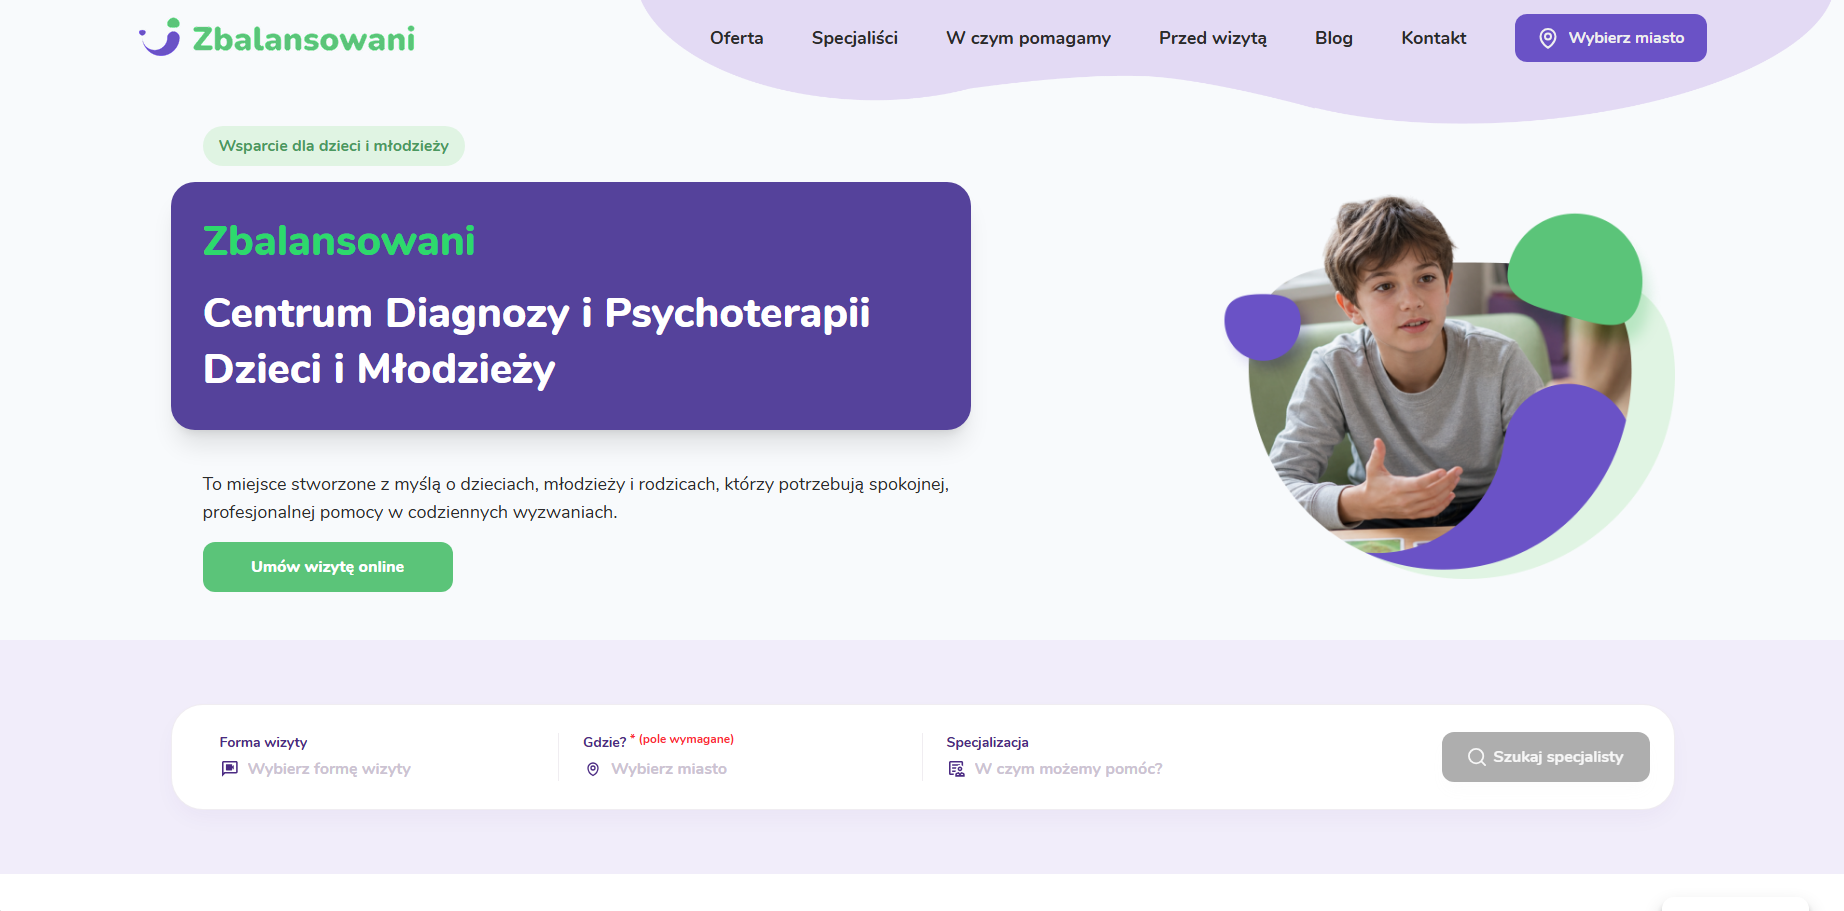 Zbalansowani
Oferta
Specjaliści
W czym pomagamy
Przed wizytą
Blog
Kontakt
Wybierz miasto
Wsparcie dla dzieci i młodzieży
Zbalansowani
Centrum Diagnozy i Psychoterapii
Dzieci i Młodzieży
To miejsce stworzone z myślą o dzieciach, młodzieży i rodzicach, którzy potrzebują spokojnej,
profesjonalnej pomocy w codziennych wyzwaniach.
Umów wizytę online
Forma wizyty
Wybierz formę wizyty
Gdzie? * (pole wymagane)
Wybierz miasto
Specjalizacja
W czym możemy pomóc?
Szukaj specjalisty